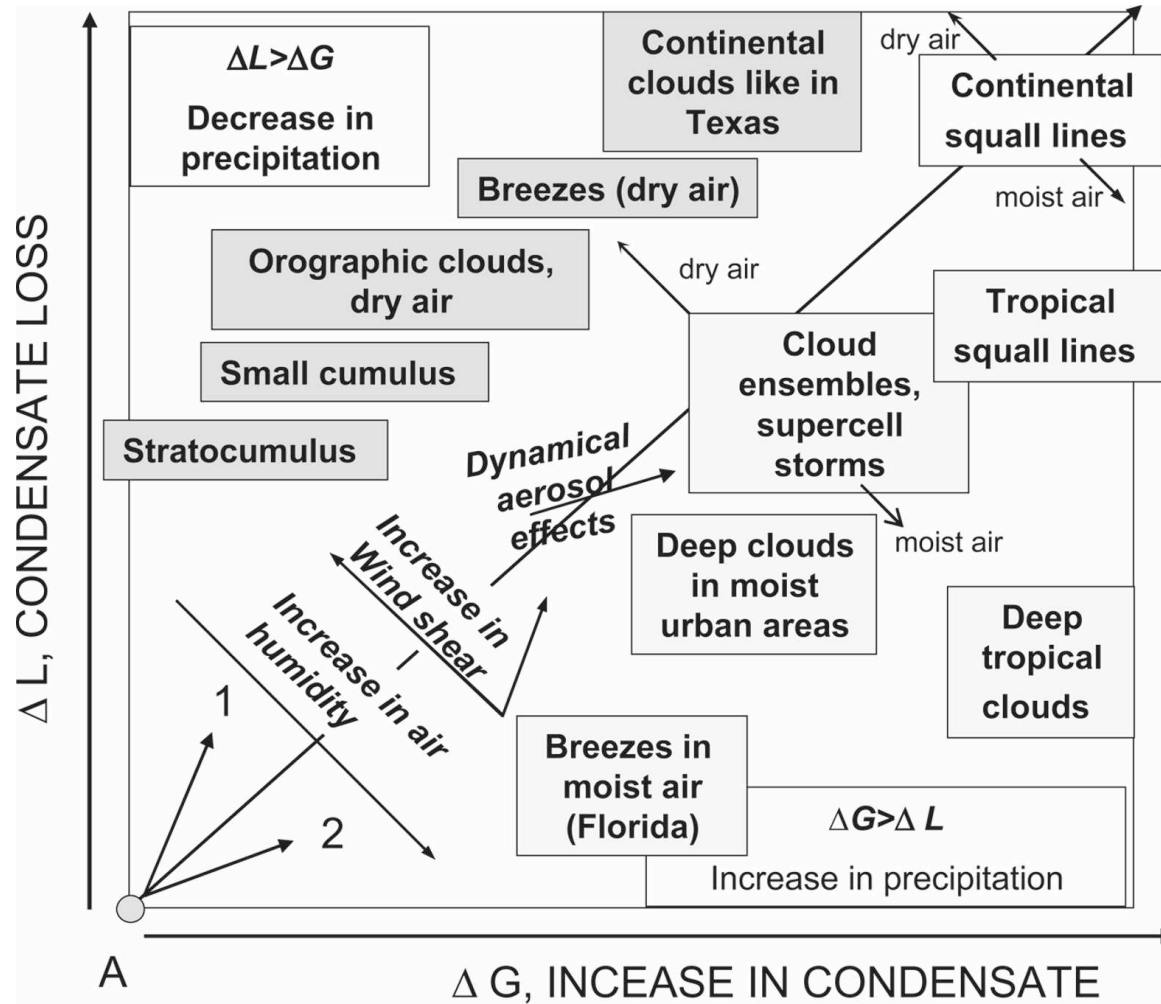 Δ L, CONDENSATE LOSS
ΔL>ΔG
Decrease in
precipitation
Continental
clouds like in
Texas
dry air
Continental
squall lines
moist air
Breezes (dry air)
Orographic clouds,
dry air
dry air
Tropical
squall lines
Cloud
ensembles,
supercell
storms
moist air
Small cumulus
Stratocumulus
Dynamical
aerosol
effects
Increase in
Wind shear
Increase in air
humidity
Deep clouds
in moist
urban areas
Deep
tropical
clouds
1
2
Breezes in
moist air
(Florida)
ΔG>Δ L
Increase in precipitation
A
Δ G, INCEASE IN CONDENSATE